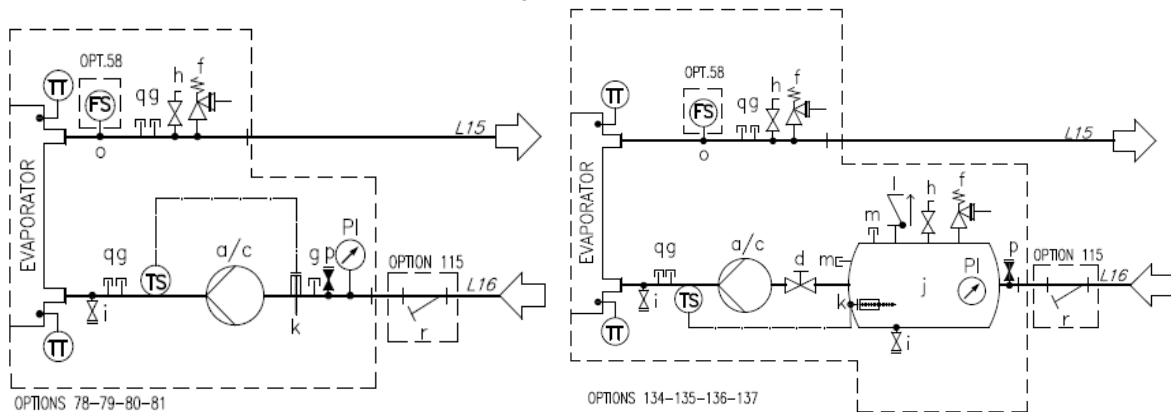 OPT.58
TT
FS
qg
h
f
o
L15
EVAPORATOR
a/c
PI
qg
TS
g p
OPTION 115
L16
i
k
r
TT
OPTIONS 78-79-80-81
OPT.58
TT
FS
qg
h
f
o
L15
EVAPORATOR
l
h
f
m
a/c
qg
d
m
j
PI
p
OPTION 115
L16
i
TS
k
r
TT
i
OPTIONS 134-135-136-137